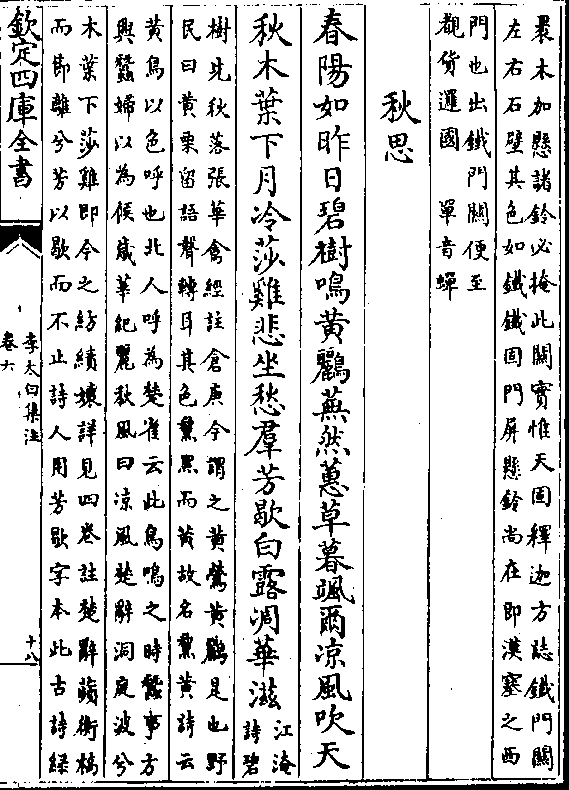 衆木加懸諸鈴必掩此關實惟天固釋迦方誌鐵門關
左右石壁其色如鐵鐵固門扉懸鈴尚在即漢塞之西
門也出鐵門關便至
覩貨邏國　單音蟬
秋思
春陽如昨日碧樹鳴黃鸝蕪然蕙草暮颯爾涼風吹天
秋木葉下月冷莎雞悲坐愁羣芳歇白露凋華滋
江淹
詩碧
樹先秋落張華禽經註倉庚今謂之黃鶯黃鸝是也野
民曰黃栗留語聲轉耳其色黧黑而黃故名黧黃詩云
黃鳥以色呼也北人呼為楚雀云此鳥鳴之時蠶事方
興蠶婦以為候歲華紀麗秋風曰涼風楚辭洞庭波兮
木葉下莎雞即今之紡績孃詳見四卷註楚辭蘋蘅槁
而節離兮芳以歇而不止詩人用芳歇字本此古詩綠
欽定四庫全書
李太白集注
卷六
十八